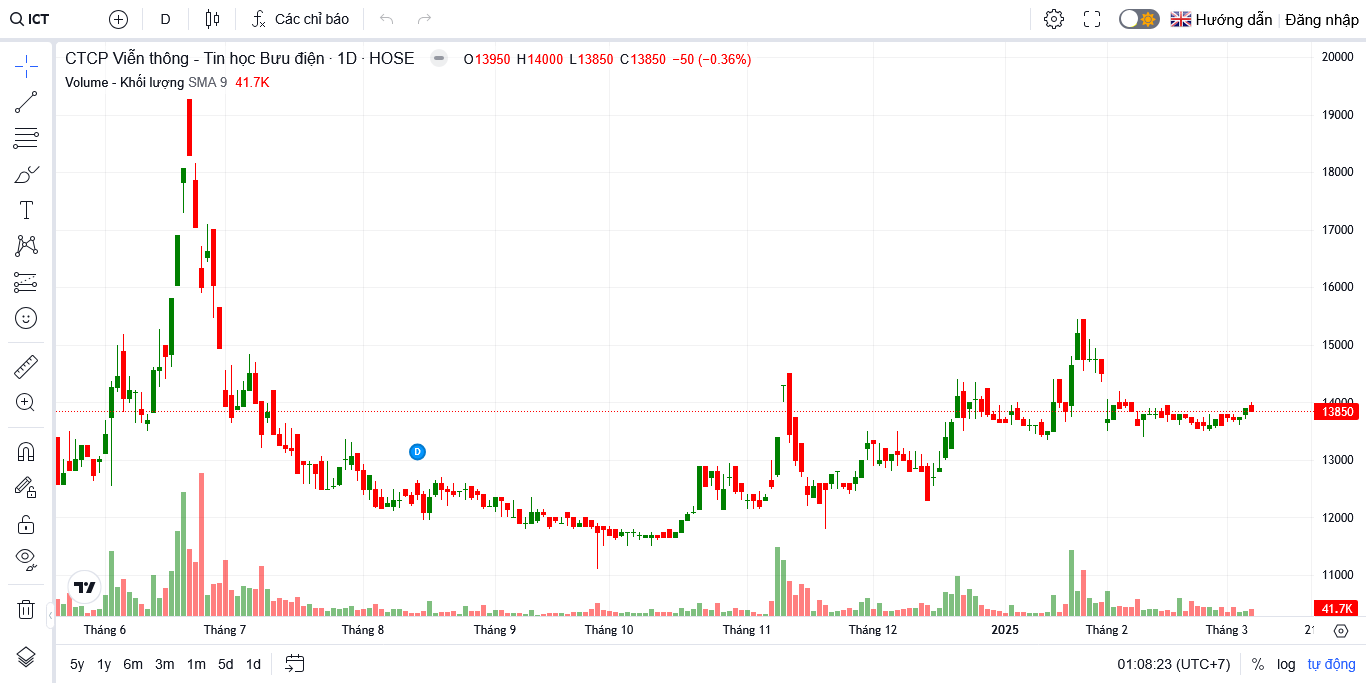 ICT D Các chỉ báo Hướng dẫn Đăng nhập
CTCP Viễn thông - Tin học Bưu điện · 1D · HOSE O13950 H14000 L13850 C13850 −50 (−0.36%)
Volume - Khối lượng SMA 9 41.7K
20000
19000
18000
17000
16000
15000
14000
13850
13000
12000
11000
41.7K
D
Tháng 6 Tháng 7 Tháng 8 Tháng 9 Tháng 10 Tháng 11 Tháng 12 2025 Tháng 2 Tháng 3
5y 1y 6m 3m 1m 5d 1d 01:08:23 (UTC+7) % log tự động